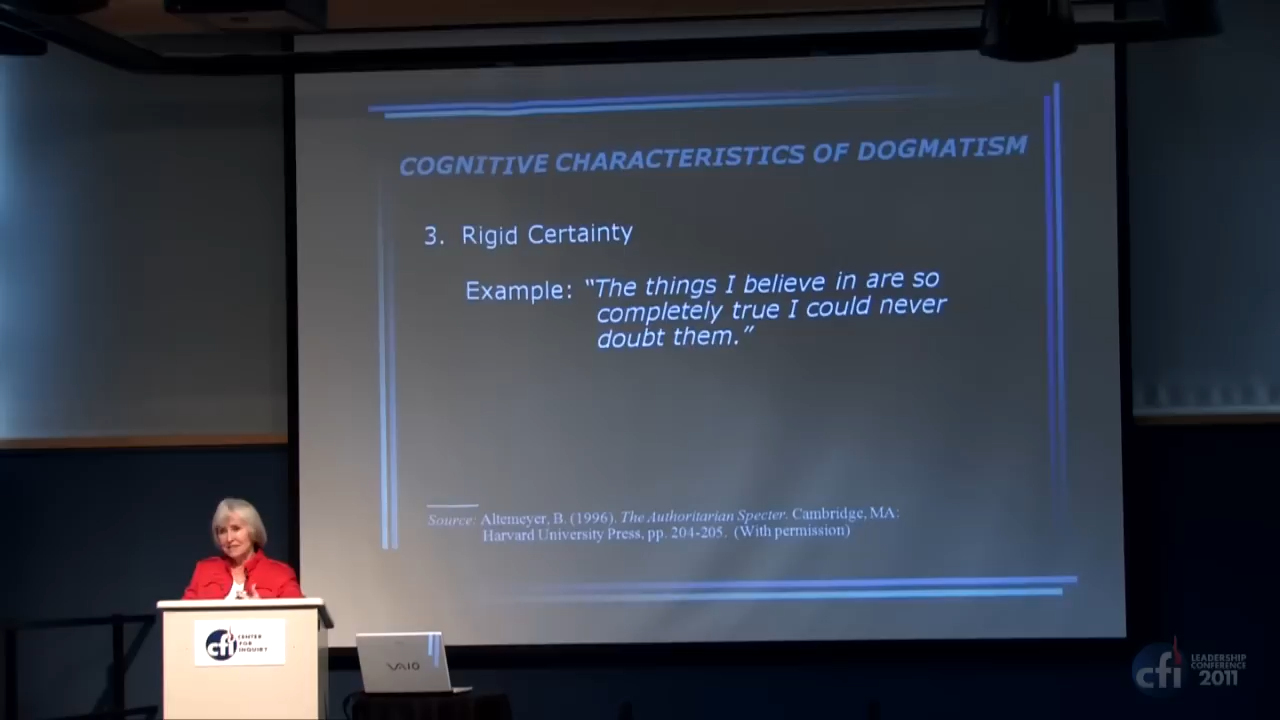 COGNITIVE CHARACTERISTICS OF DOGMATISM
3. Rigid Certainty
Example: “The things I believe in are so
completely true I could never
doubt them.”
Source: Altemeyer, B. (1996). The Authoritarian Specter. Cambridge, MA:
Harvard University Press, pp. 204-205. (With permission)
cfi
CENTER
FOR
INQUIRY
VAIO
cfi
LEADERSHIP
CONFERENCE
2011